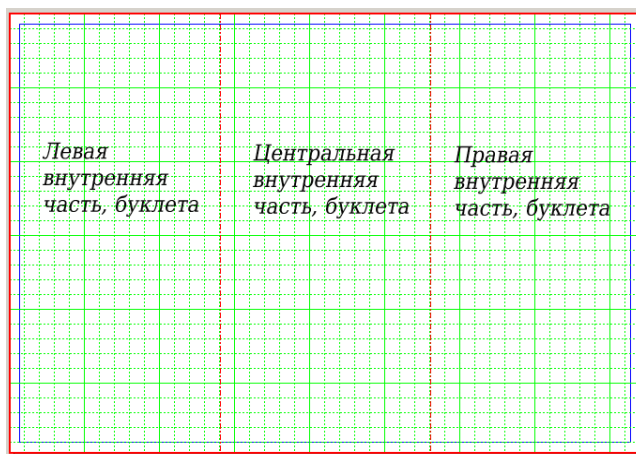 Левая
внутренняя
часть, буклета
Центральная
внутренняя
часть, буклета
Правая
внутренняя
часть, буклета